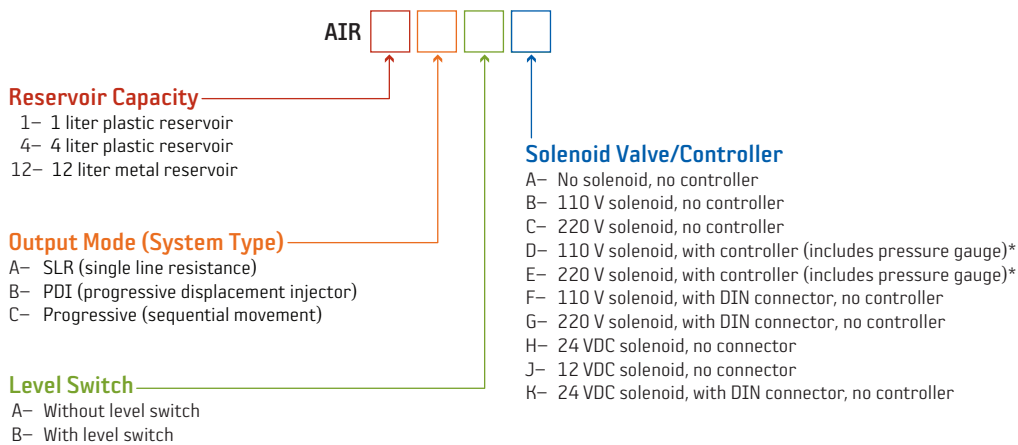 AIR
Reservoir Capacity
1– 1 liter plastic reservoir
4– 4 liter plastic reservoir
12– 12 liter metal reservoir
Output Mode (System Type)
A– SLR (single line resistance)
B– PDI (progressive displacement injector)
C– Progressive (sequential movement)
Level Switch
A– Without level switch
B– With level switch
Solenoid Valve/Controller
A– No solenoid, no controller
B– 110 V solenoid, no controller
C– 220 V solenoid, no controller
D– 110 V solenoid, with controller (includes pressure gauge)*
E– 220 V solenoid, with controller (includes pressure gauge)*
F– 110 V solenoid, with DIN connector, no controller
G– 220 V solenoid, with DIN connector, no controller
H– 24 VDC solenoid, no connector
J– 12 VDC solenoid, no connector
K– 24 VDC solenoid, with DIN connector, no controller